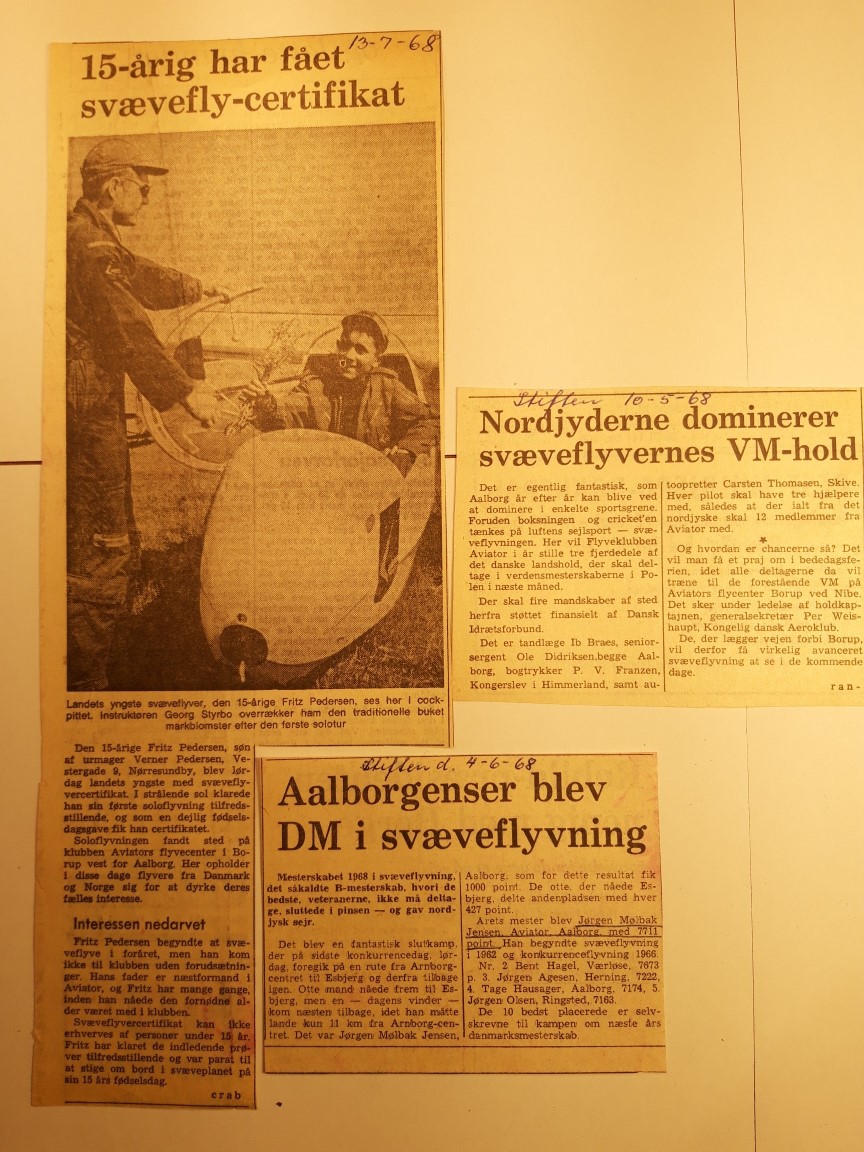 13-7-68
15-årig har fået
svævefly-certifikat
Landets yngste svæveflyver, den 15-årige Fritz Pedersen, ses her i cock-
pittet. Instruktøren Georg Styrbo overrækker ham den traditionelle buket
markblomster efter den første solotur
Den 15-årige Fritz Pedersen, søn
af urmager Verner Pedersen, Ve-
stergade 9, Nørresundby, blev lør-
dag landets yngste med svævefly-
vercertifikat. I strålende sol klarede
han sin første soloflyvning tilfreds-
stillende, og som en dejlig fødsels-
dagsgave fik han certifikatet.
Soloflyvningen fandt sted på
klubben Aviators flyvecenter i Bo-
rup vest for Aalborg. Her opholder
i disse dage flyvere fra Danmark
og Norge sig for at dyrke deres
fælles interesse.
Interessen nedarvet
Fritz Pedersen begyndte at svæ-
veflyve i foråret, men han kom
ikke til klubben uden forudsætnin-
ger. Hans fader er næstformand i
Aviator, og Fritz har mange gange,
inden han nåede den fornødne al-
der været med i klubben.
Svæveflyvercertifikat kan ikke
erhverves af personer under 15 år.
Fritz har klaret de indledende prø-
ver tilfredsstillende og var parat til
at stige om bord i svæveplanet på
sin 15 års fødselsdag.
crab
Stiften 10-5-68
Nordjyderne dominerer
svæveflyvernes VM-hold
Det er egentlig fantastisk, som
Aalborg år efter år kan blive ved
at dominere i enkelte sportsgrene.
Foruden boksningen og cricket'en
tænkes på luftens sejlsport — svæ-
veflyvningen. Her vil Flyveklubben
Aviator i år stille tre fjerdedele af
det danske landshold, der skal del-
tage i verdensmesterskaberne i Po-
len i næste måned.
Der skal fire mandskaber af sted
herfra støttet finansielt af Dansk
Idrætsforbund.
Det er tandlæge Ib Braes, senior-
sergent Ole Didriksen,begge Aal-
borg, bogtrykker P. V. Franzen,
Kongerslev i Himmerland, samt au-
toopretter Carsten Thomasen, Skive.
Hver pilot skal have tre hjælpere
med, således at der ialt fra det
nordjyske skal 12 medlemmer fra
Aviator med.
★
Og hvordan er chancerne så? Det
vil man få et praj om i bededagsfe-
rien, idet alle deltagerne da vil
træne til de forestående VM på
Aviators flycenter Borup ved Nibe.
Det sker under ledelse af holdkap-
tajnen, generalsekretær Per Weis-
haupt, Kongelig dansk Aeroklub.
De, der lægger vejen forbi Borup,
vil derfor få virkelig avanceret
svæveflyvning at se i de kommende
dage.
ran-
Stiften d. 4-6-68
Aalborgenser blev
DM i svæveflyvning
Mesterskabet 1968 i svæveflyvning,
det såkaldte B-mesterskab, hvori de
bedste, veteranerne, ikke må delta-
ge, sluttede i pinsen — og gav nord-
jysk sejr.
Det blev en fantastisk slutkamp,
der på sidste konkurrencedag, lør-
dag, foregik på en rute fra Arnborg-
centret til Esbjerg og derfra tilbage
igen. Otte mand nåede frem til Es-
bjerg, men en — dagens vinder —
kom næsten tilbage, idet han måtte
lande kun 11 km fra Arnborg-cen-
tret. Det var Jørgen Mølbak Jensen,
Aalborg, som for dette resultat fik
1000 point. De otte, der nåede Es-
bjerg, delte andenpladsen med hver
427 point.
Årets mester blev Jørgen Mølbak
Jensen, Aviator, Aalborg, med 7711
point. Han begyndte svæveflyvning
i 1962 og konkurrenceflyvning 1966.
Nr. 2 Bent Hagel, Værløse, 7673
p. 3. Jørgen Agesen, Herning, 7222,
4. Tage Hausager, Aalborg, 7174, 5.
Jørgen Olsen, Ringsted, 7163.
De 10 bedst placerede er selv-
skrevne til kampen om næste års
danmarksmesterskab.